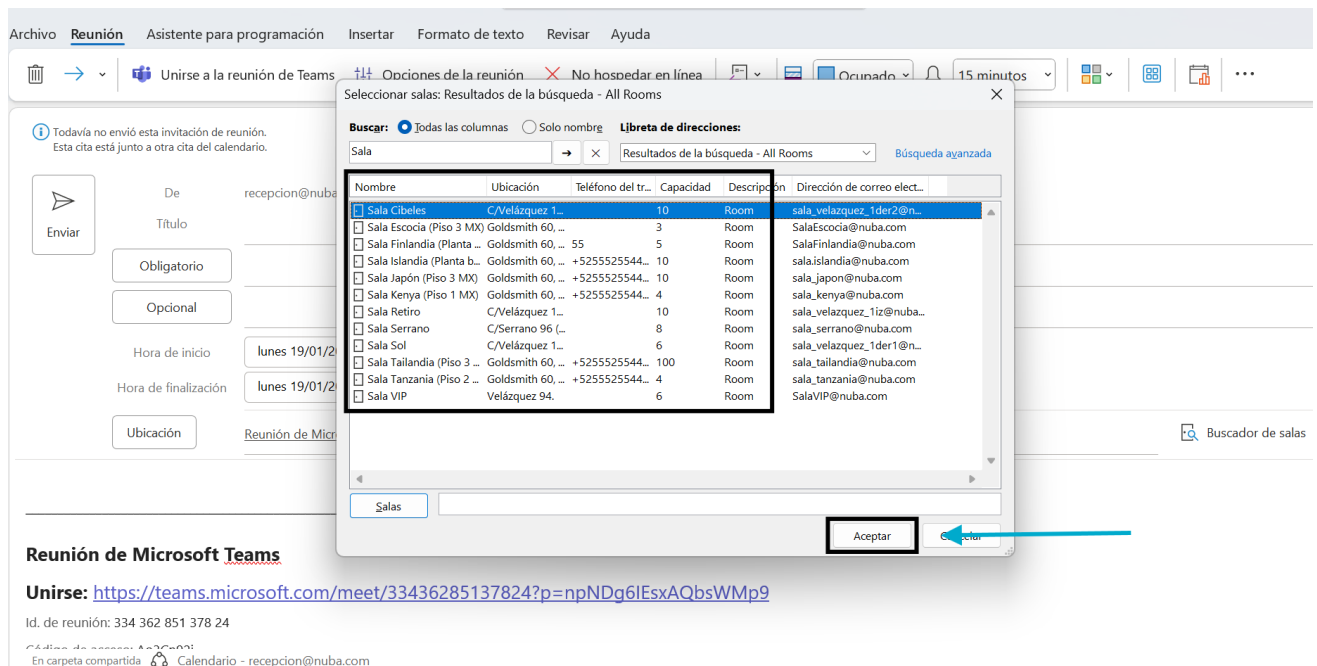 Archivo Reunión Asistente para programación Insertar Formato de texto Revisar Ayuda
Unirse a la reunión de Teams Opciones de la reunión No hospedar en línea Ocupado 15 minutos
Seleccionar salas: Resultados de la búsqueda - All Rooms
Todavía no envió esta invitación de reunión.
Esta cita está junto a otra cita del calendario.
Buscar: Todas las columnas Solo nombre Libreta de direcciones:
Sala Resultados de la búsqueda - All Rooms Búsqueda avanzada
Nombre Ubicación Teléfono del tr... Capacidad Descripción Dirección de correo elect...
Sala Cibeles C/Velázquez 1... 10 Room sala_velazquez_1der2@n...
Sala Escocia (Piso 3 MX) Goldsmith 60, ... 3 Room SalaEscocia@nuba.com
Sala Finlandia (Planta ... Goldsmith 60, ... 55 5 Room SalaFinlandia@nuba.com
Sala Islandia (Planta b... Goldsmith 60, ... +5255525544... 10 Room sala.islandia@nuba.com
Sala Japón (Piso 3 MX) Goldsmith 60, ... +5255525544... 10 Room sala_japon@nuba.com
Sala Kenya (Piso 1 MX) Goldsmith 60, ... +5255525544... 4 Room sala_kenya@nuba.com
Sala Retiro C/Velázquez 1... 10 Room sala_velazquez_1iz@nuba...
Sala Serrano C/Serrano 96 (... 8 Room sala_serrano@nuba.com
Sala Sol C/Velázquez 1... 6 Room sala_velazquez_1der1@n...
Sala Tailandia (Piso 3 ... Goldsmith 60, ... +5255525544... 100 Room sala_tailandia@nuba.com
Sala Tanzania (Piso 2 ... Goldsmith 60, ... +5255525544... 4 Room sala_tanzania@nuba.com
Sala VIP Velázquez 94. 6 Room SalaVIP@nuba.com
Salas
Aceptar
Enviar
De recepcion@nuba
Título
Obligatorio
Opcional
Hora de inicio lunes 19/01/2
Hora de finalización lunes 19/01/2
Ubicación Reunión de Micr Buscador de salas
Reunión de Microsoft Teams
Unirse: https://teams.microsoft.com/meet/33436285137824?p=npNDg6IEsxAQbsWMp9
Id. de reunión: 334 362 851 378 24
En carpeta compartida Calendario - recepcion@nuba.com